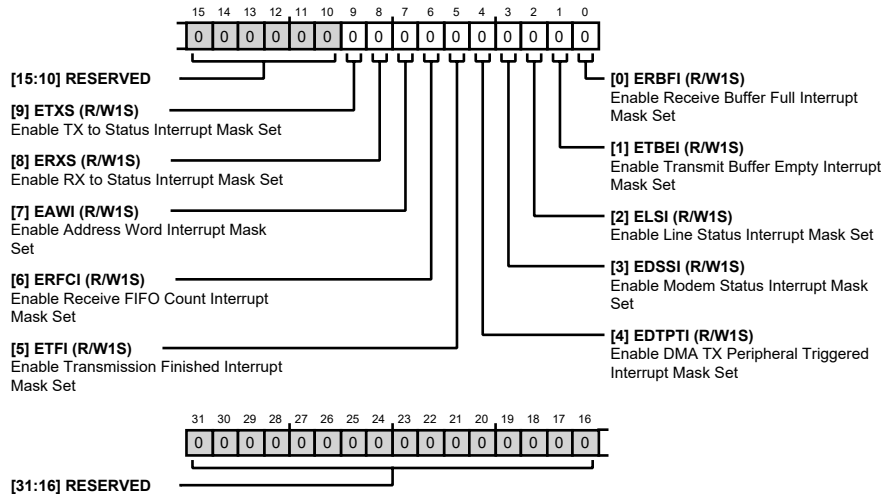 15 14 13 12 11 10 9 8 7 6 5 4 3 2 1 0
0 0 0 0 0 0 0 0 0 0 0 0 0 0 0 0
[15:10] RESERVED
[9] ETXS (R/W1S)
Enable TX to Status Interrupt Mask Set
[8] ERXS (R/W1S)
Enable RX to Status Interrupt Mask Set
[7] EAWI (R/W1S)
Enable Address Word Interrupt Mask
Set
[6] ERFCI (R/W1S)
Enable Receive FIFO Count Interrupt
Mask Set
[5] ETFI (R/W1S)
Enable Transmission Finished Interrupt
Mask Set
[0] ERBFI (R/W1S)
Enable Receive Buffer Full Interrupt
Mask Set
[1] ETBEI (R/W1S)
Enable Transmit Buffer Empty Interrupt
Mask Set
[2] ELSI (R/W1S)
Enable Line Status Interrupt Mask Set
[3] EDSSI (R/W1S)
Enable Modem Status Interrupt Mask
Set
[4] EDTPTI (R/W1S)
Enable DMA TX Peripheral Triggered
Interrupt Mask Set
31 30 29 28 27 26 25 24 23 22 21 20 19 18 17 16
0 0 0 0 0 0 0 0 0 0 0 0 0 0 0 0
[31:16] RESERVED